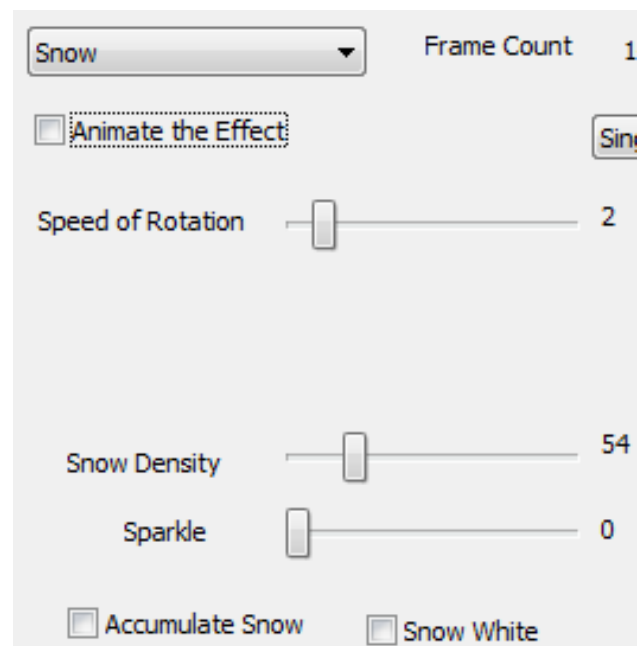 Snow Frame Count 1
Animate the Effect
Speed of Rotation 2
Snow Density 54
Sparkle 0
Accumulate Snow Snow White